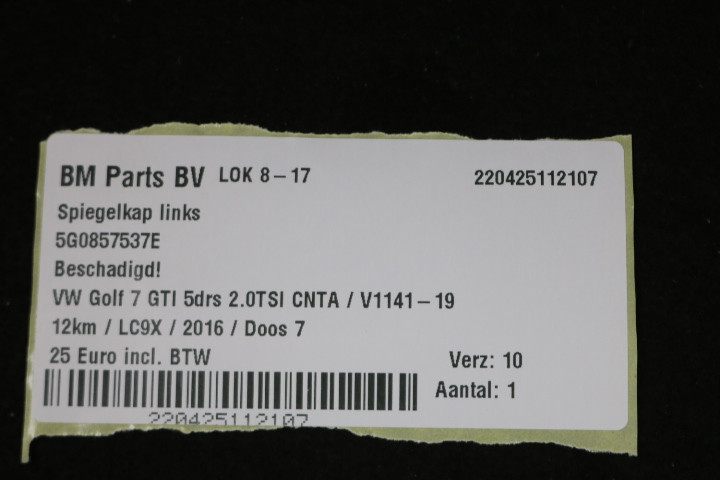 BM Parts BV LOK 8-17 220425112107
Spiegelkap links
5G0857537E
Beschadigd!
VW Golf 7 GTI 5drs 2.0TSI CNTA / V1141-19
12km / LC9X / 2016 / Doos 7
25 Euro incl. BTW Verz: 10
Aantal: 1
220425112107